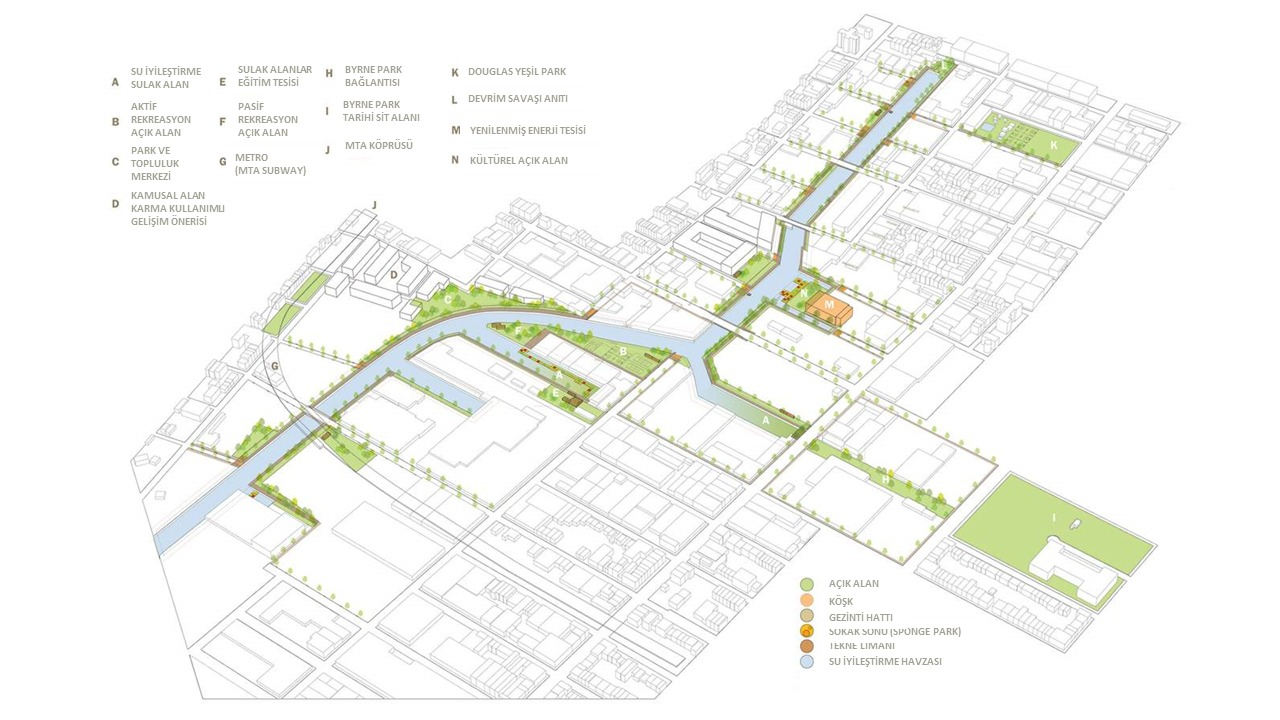 A
SU İYİLEŞTİRME
SULAK ALAN
B
AKTİF
REKREASYON
AÇIK ALAN
C
PARK VE
TOPLULUK
MERKEZİ
D
KAMUSAL ALAN
KARMA KULLANIMLI
GELİŞİM ÖNERİSİ
E
SULAK ALANLAR
EĞİTİM TESİSİ
F
PASİF
REKREASYON
AÇIK ALAN
G
METRO
(MTA SUBWAY)
H
BYRNE PARK
BAĞLANTISI
I
BYRNE PARK
TARİHİ SİT ALANI
J
MTA KÖPRÜSÜ
K
DOUGLAS YEŞİL PARK
L
DEVRİM SAVAŞI ANITI
M
YENİLENMİŞ ENERJİ TESİSİ
N
KÜLTÜREL AÇIK ALAN
E
K
J
D
C
N
M
F
B
G
A
E
A
H
I
AÇIK ALAN
KÖŞK
GEZİNTİ HATTI
SOKAK SONU (SPONGE PARK)
TEKNE LİMANI
SU İYİLEŞTİRME HAVZASI